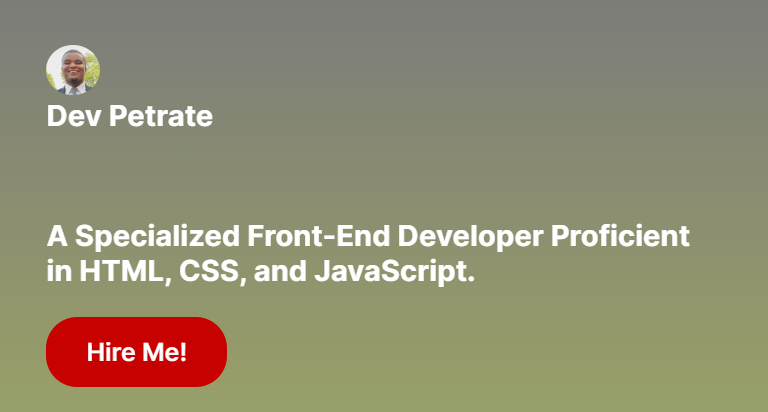 Dev Petrate
A Specialized Front-End Developer Proficient
in HTML, CSS, and JavaScript.
Hire Me!